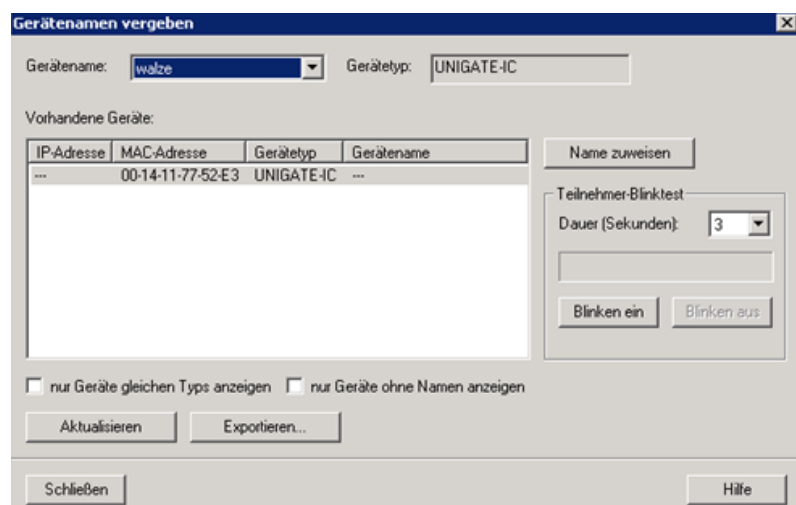 Gerätenamen vergeben
Gerätename: walze Gerätetyp: UNIGATE-IC
Vorhandene Geräte:
IP-Adresse MAC-Adresse Gerätetyp Gerätename
--- 00-14-11-77-52-E3 UNIGATE-IC ---
Name zuweisen
Teilnehmer-Blinktest
Dauer (Sekunden): 3
Blinken ein Blinken aus
nur Geräte gleichen Typs anzeigen nur Geräte ohne Namen anzeigen
Aktualisieren Exportieren...
Schließen Hilfe